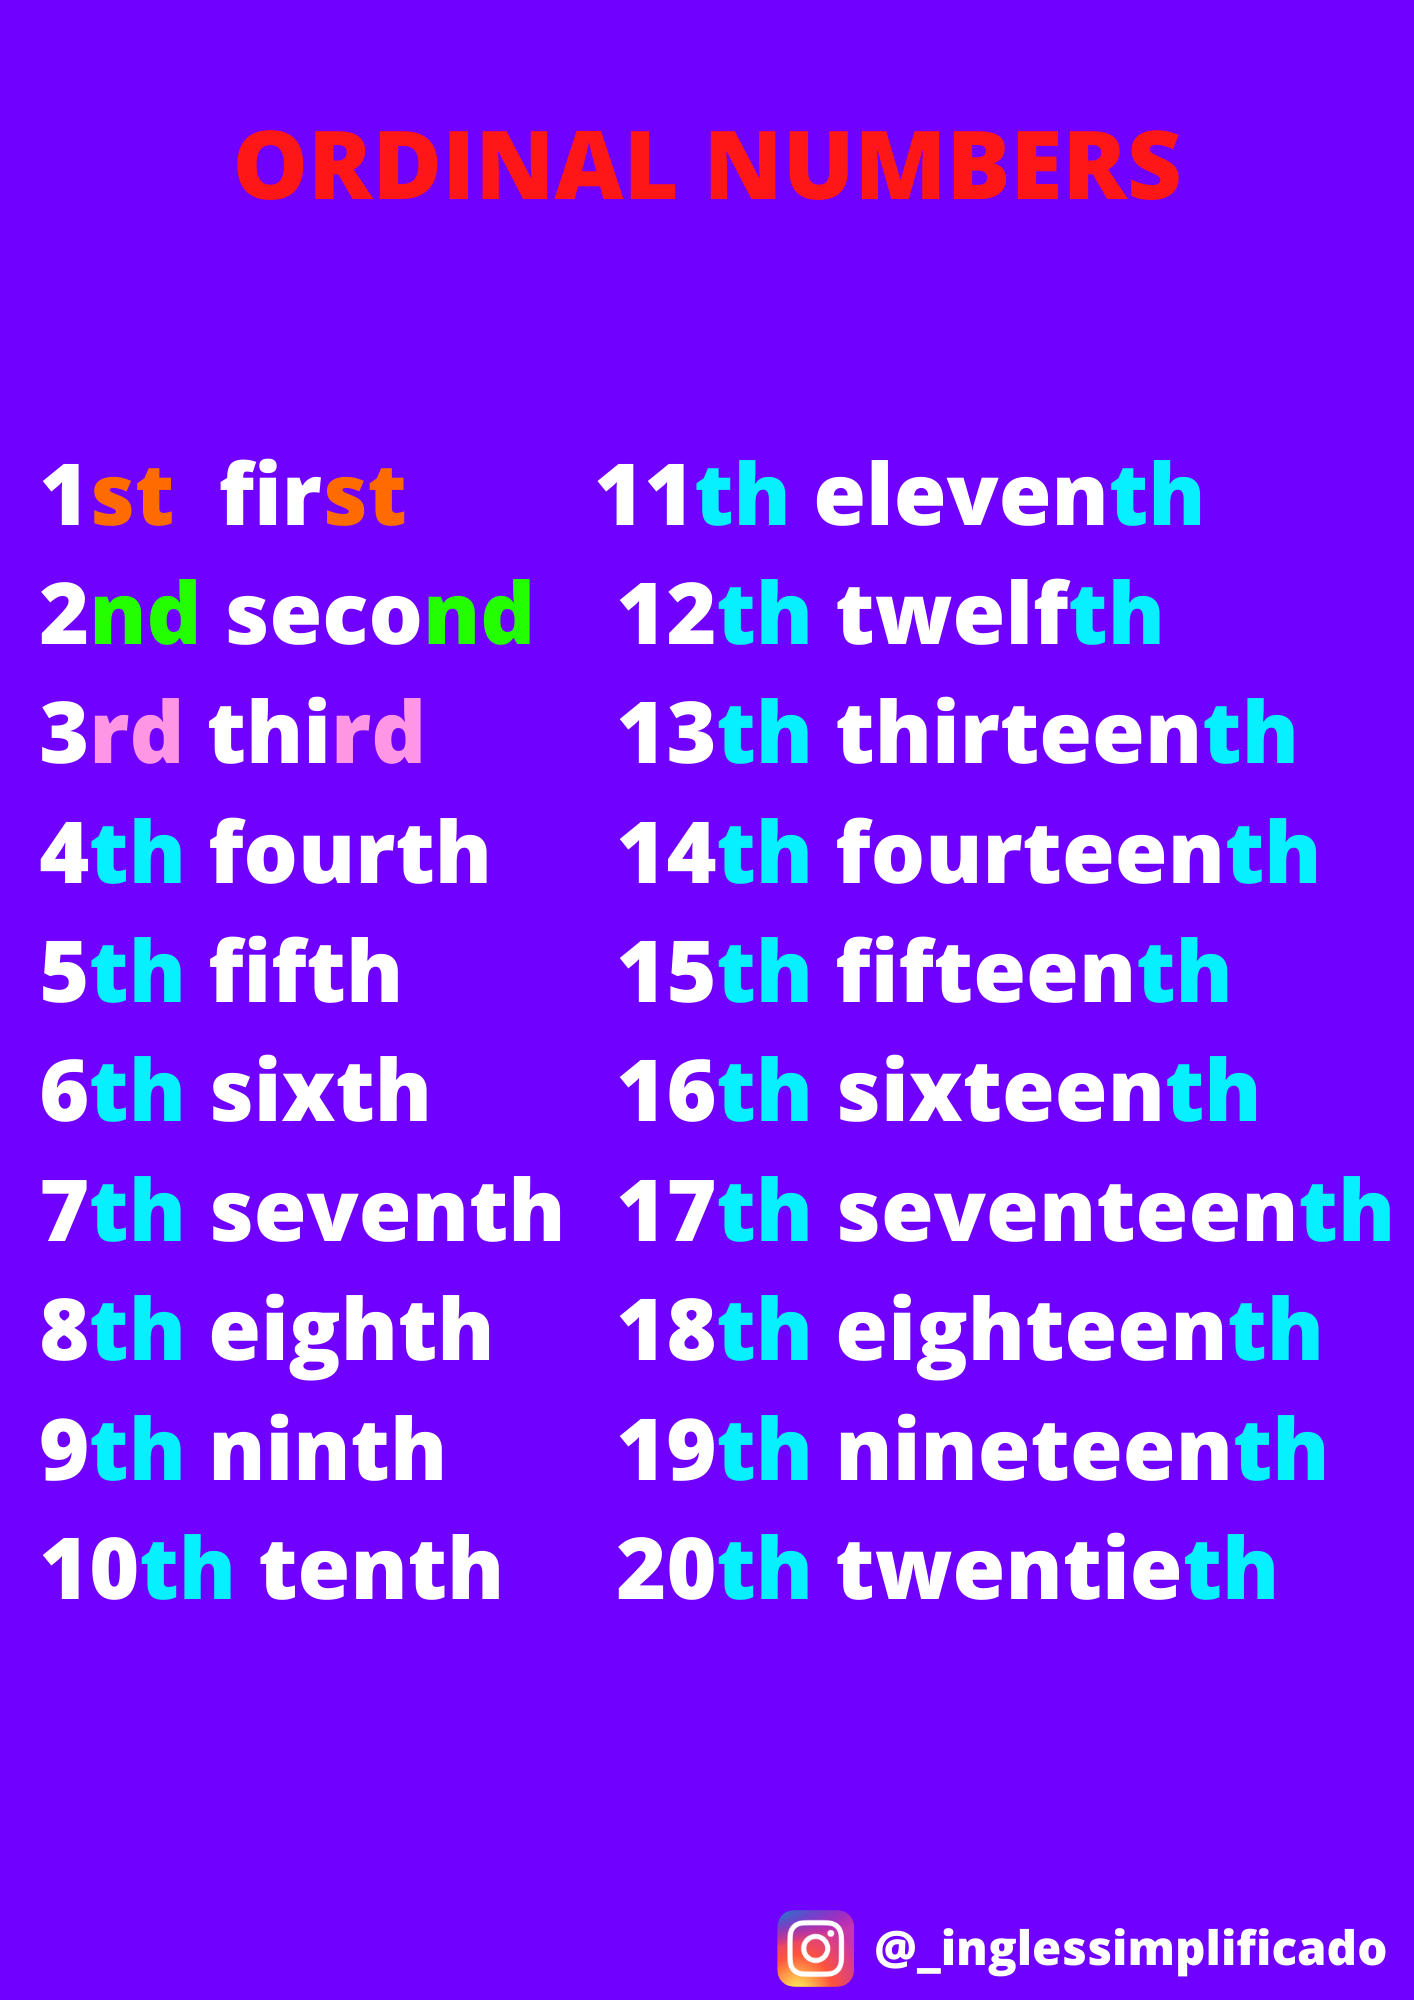 ORDINAL NUMBERS
1st first
2nd second
3rd third
4th fourth
5th fifth
6th sixth
7th seventh
8th eighth
9th ninth
10th tenth
11th eleventh
12th twelfth
13th thirteenth
14th fourteenth
15th fifteenth
16th sixteenth
17th seventeenth
18th eighteenth
19th nineteenth
20th twentieth
@_inglessimplificado